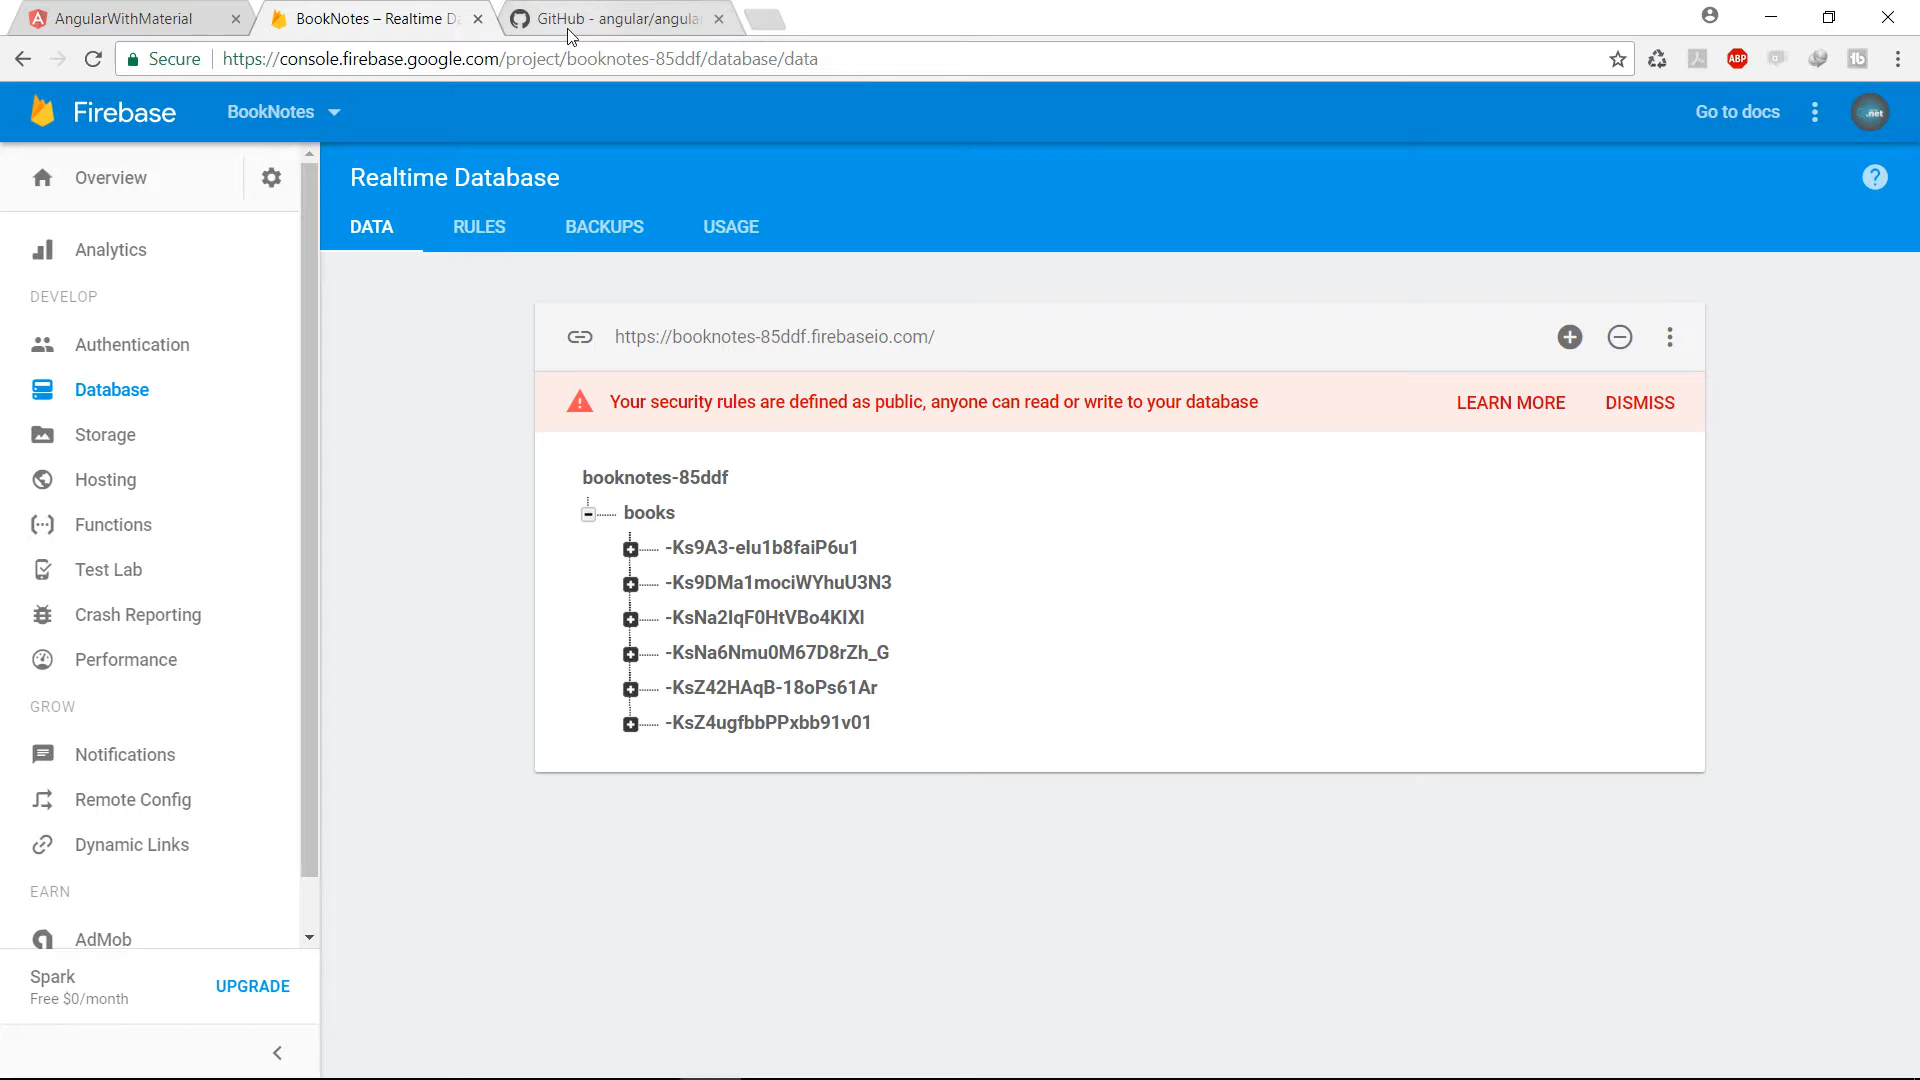 AngularWithMaterial
BookNotes – Realtime D
GitHub - angular/angula
Secure
https://console.firebase.google.com/project/booknotes-85ddf/database/data
ABP
Firebase
BookNotes
Go to docs
.net
Overview
Analytics
DEVELOP
Authentication
Database
Storage
Hosting
Functions
Test Lab
Crash Reporting
Performance
GROW
Notifications
Remote Config
Dynamic Links
EARN
AdMob
Spark
Free $0/month
UPGRADE
Realtime Database
DATA RULES BACKUPS USAGE
https://booknotes-85ddf.firebaseio.com/
Your security rules are defined as public, anyone can read or write to your database
LEARN MORE
DISMISS
booknotes-85ddf
books
-Ks9A3-eIu1b8faiP6u1
-Ks9DMa1mociWYhuU3N3
-KsNa2IqF0HtVBo4KIXI
-KsNa6Nmu0M67D8rZh_G
-KsZ42HAqB-18oPs61Ar
-KsZ4ugfbbPPxbb91v01